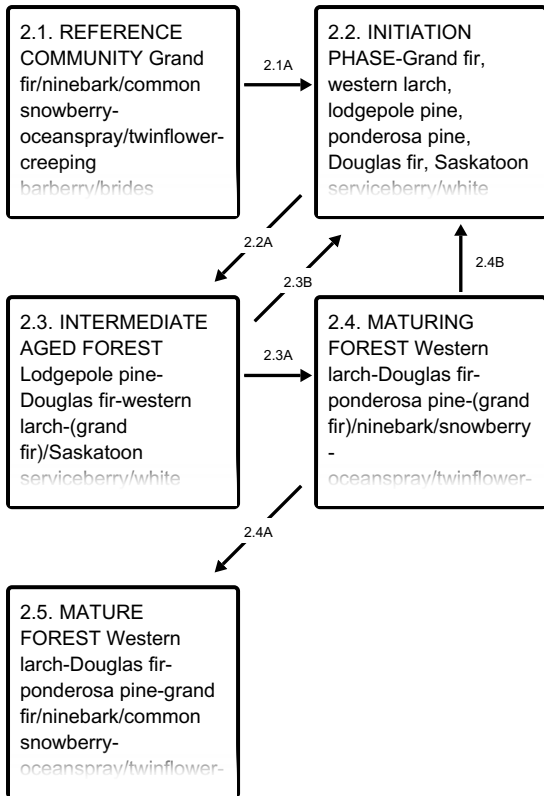 2.1. REFERENCE
COMMUNITY Grand
fir/ninebark/common
snowberry-
oceanspray/twinflower-
creeping
barberry/brides
2.1A
2.2. INITIATION
PHASE-Grand fir,
western larch,
lodgepole pine,
ponderosa pine,
Douglas fir, Saskatoon
serviceberry/white
2.2A
2.3B
2.4B
2.3. INTERMEDIATE
AGED FOREST
Lodgepole pine-
Douglas fir-western
larch-(grand
fir)/Saskatoon
serviceberry/white
2.3A
2.4. MATURING
FOREST Western
larch-Douglas fir-
ponderosa pine-(grand
fir)/ninebark/snowberry
-
oceanspray/twinflower-
2.4A
2.5. MATURE
FOREST Western
larch-Douglas fir-
ponderosa pine-grand
fir/ninebark/common
snowberry-
oceanspray/twinflower-